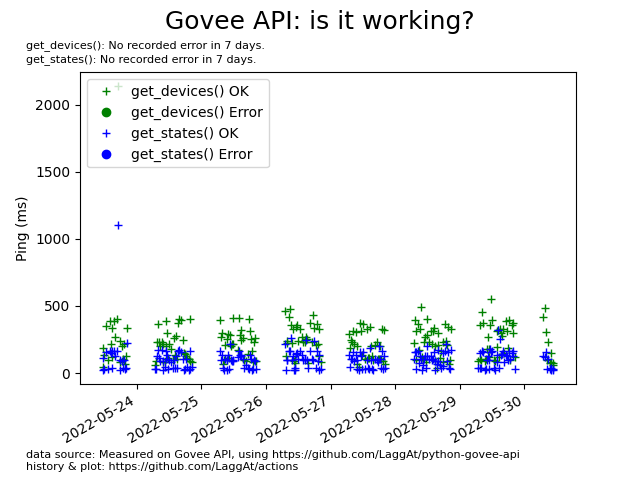 Govee API: is it working?
get_devices(): No recorded error in 7 days.
get_states(): No recorded error in 7 days.
get_devices() OK
get_devices() Error
get_states() OK
get_states() Error
Ping (ms)
2000
1500
1000
500
0
2022-05-24
2022-05-25
2022-05-26
2022-05-27
2022-05-28
2022-05-29
2022-05-30
data source: Measured on Govee API, using https://github.com/LaggAt/python-govee-api
history & plot: https://github.com/LaggAt/actions